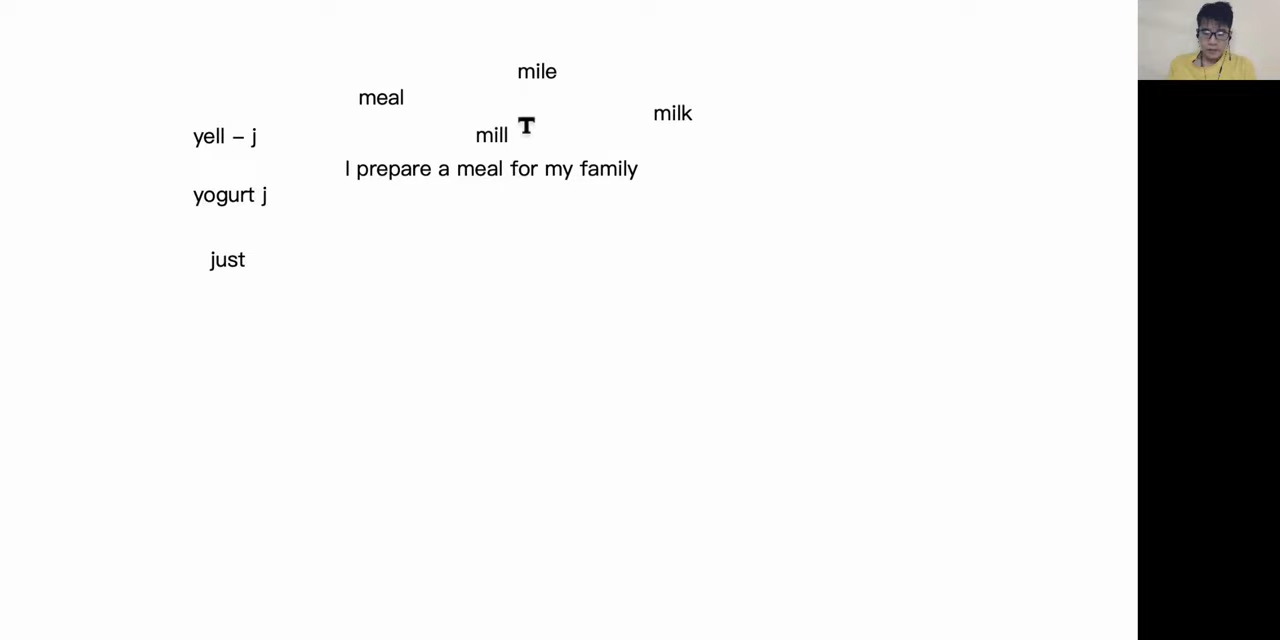 mile
meal
milk
yell – j
mill
I prepare a meal for my family
yogurt j
just